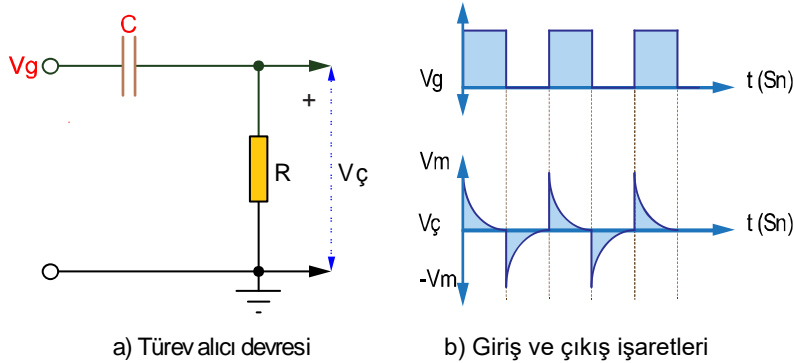 C
Vg
+
R
Vç
Vg
t (Sn)
Vm
Vç
t (Sn)
-Vm
a) Türev alıcı devresi
b) Giriş ve çıkış işaretleri